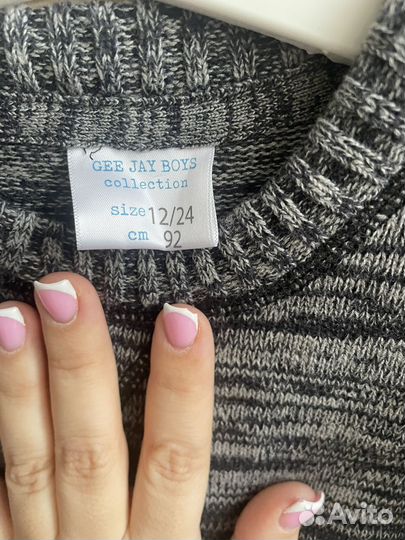 GEE JAY BOYS
collection
size 12/24
cm 92
Avito